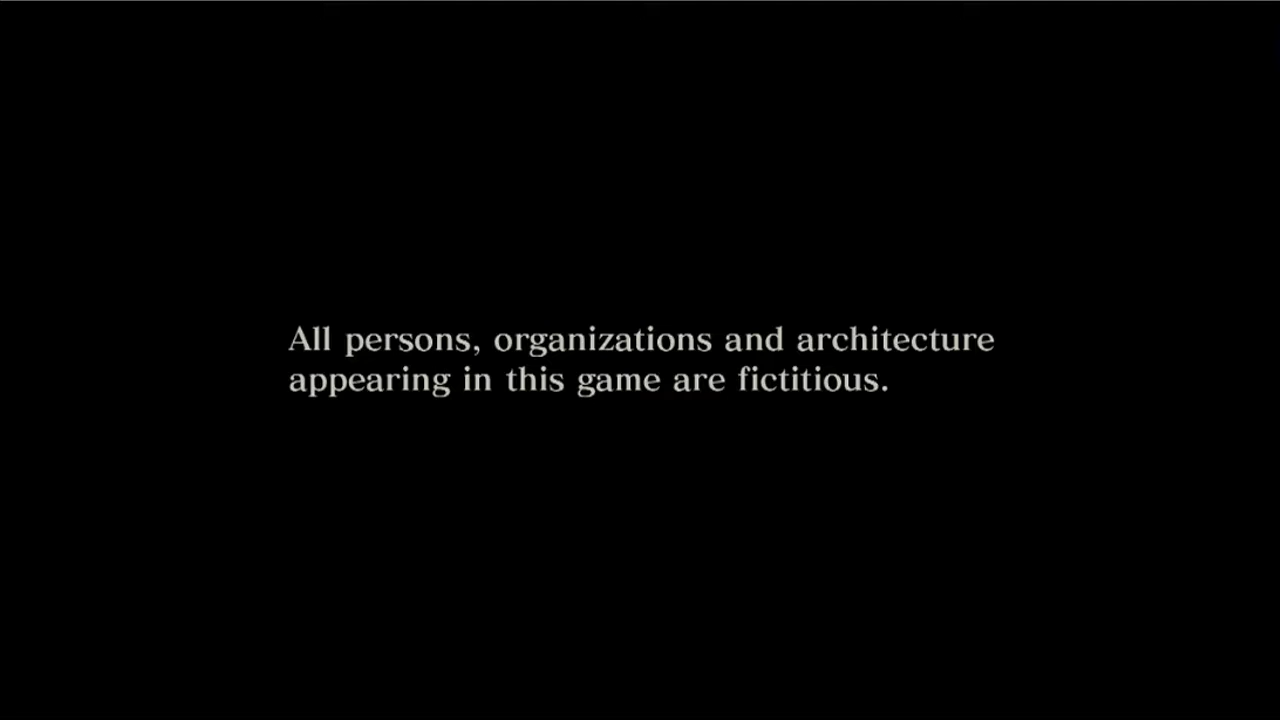 All persons, organizations and architecture
appearing in this game are fictitious.